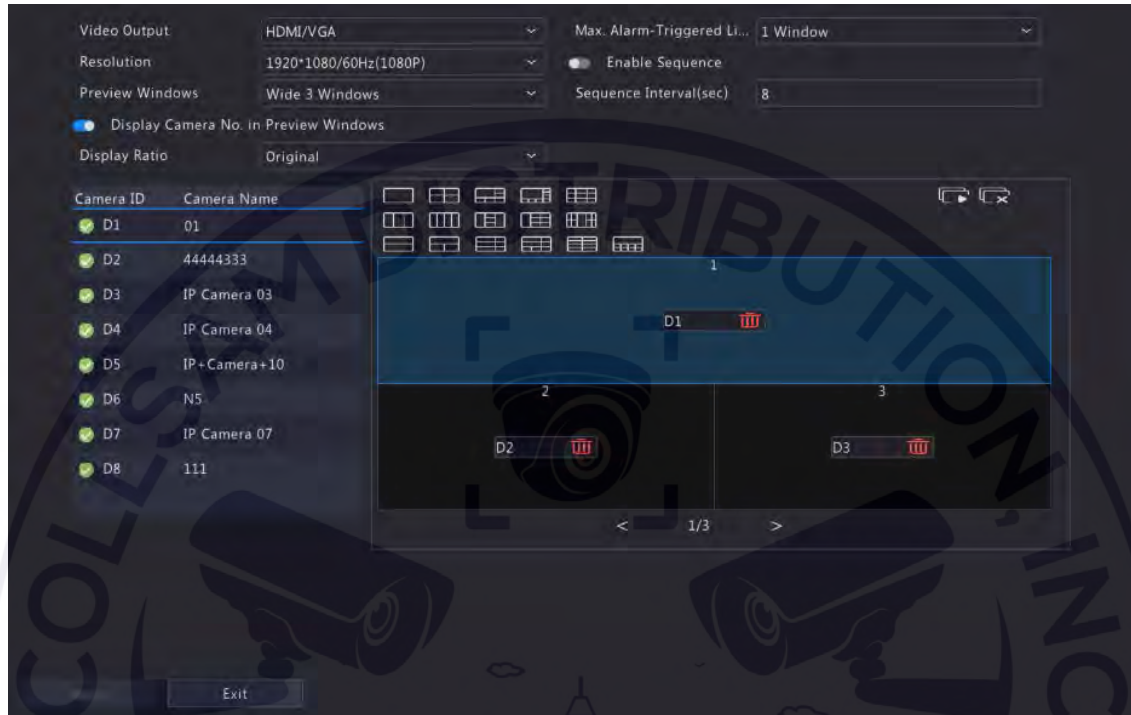 Video Output HDMI/VGA Max. Alarm-Triggered Li... 1 Window
Resolution 1920*1080/60Hz(1080P) Enable Sequence
Preview Windows Wide 3 Windows Sequence Interval(sec) 8
Display Camera No. in Preview Windows
Display Ratio Original
Camera ID Camera Name
D1 01
D2 44444333
D3 IP Camera 03
D4 IP Camera 04
D5 IP+Camera+10
D6 N5
D7 IP Camera 07
D8 111
1
D1
2
D2
3
D3
< 1/3 >
Exit
COLESAM DISTRIBUTION, INC